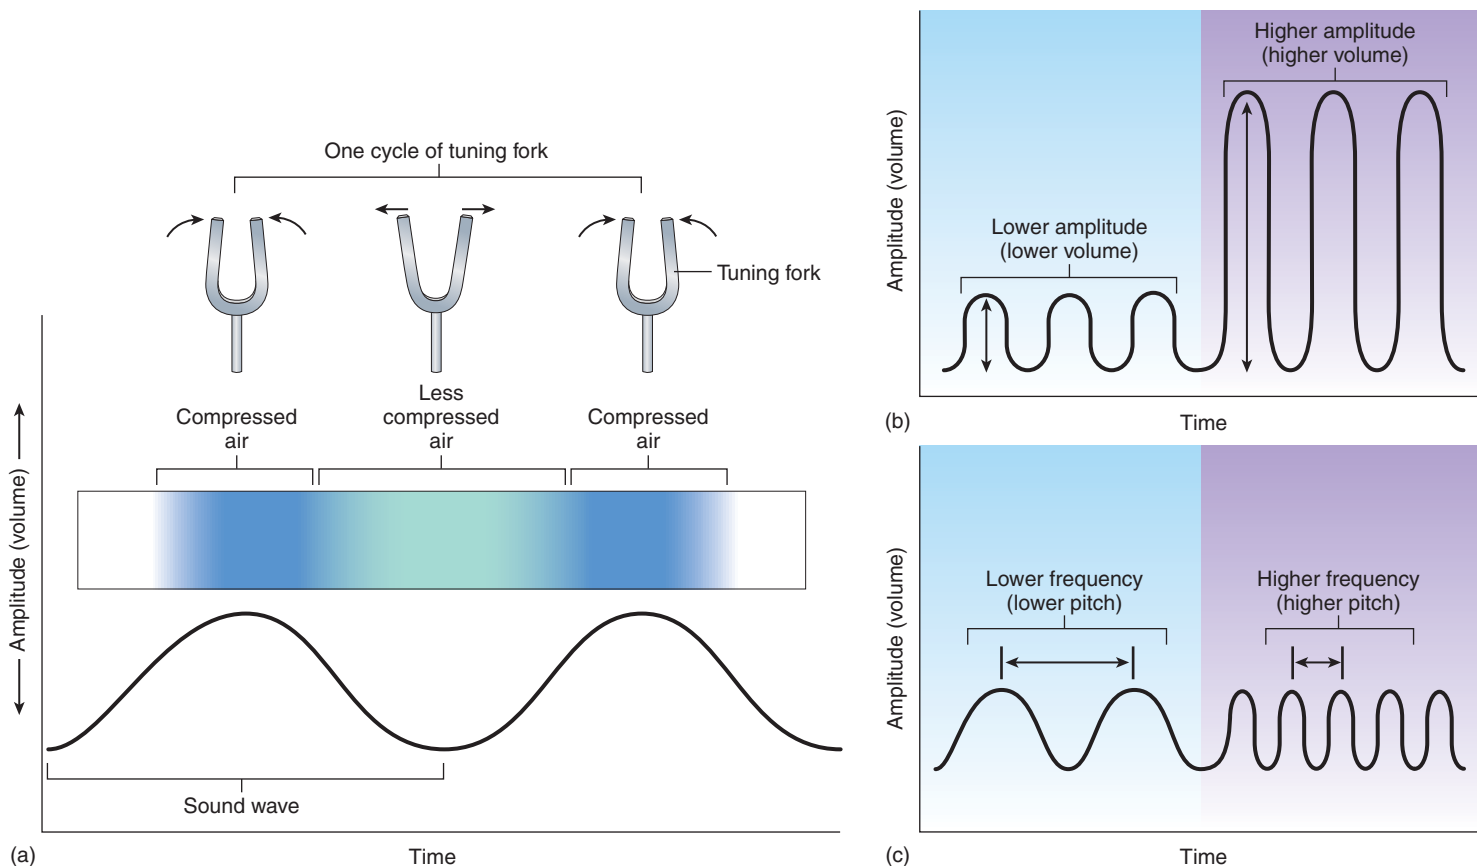 One cycle of tuning fork
Tuning fork
Compressed
air
Less
compressed
air
Compressed
air
Amplitude (volume)
Sound wave
(a)
Time
Higher amplitude
(higher volume)
Lower amplitude
(lower volume)
Amplitude (volume)
(b)
Time
Lower frequency
(lower pitch)
Higher frequency
(higher pitch)
Amplitude (volume)
(c)
Time